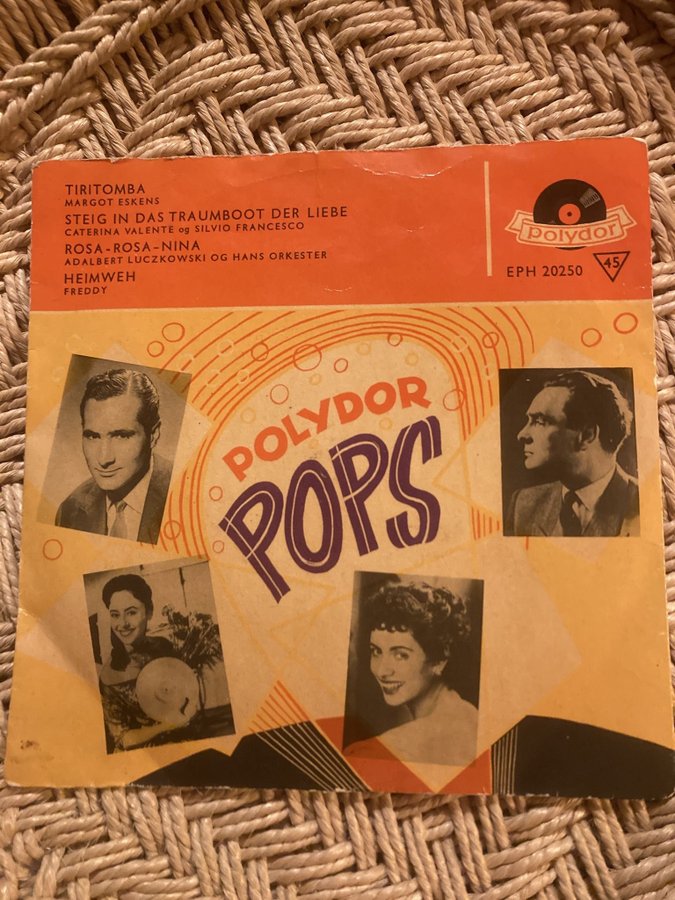 TIRITOMBA
MARGOT ESKENS
STEIG IN DAS TRAUMBOOT DER LIEBE
CATERINA VALENTE og SILVIO FRANCESCO
ROSA-ROSA-NINA
ADALBERT LUCZKOWSKI OG HANS ORKESTER
HEIMWEH
FREDDY
polydor
EPH 20250 45
POLYDOR
POPS